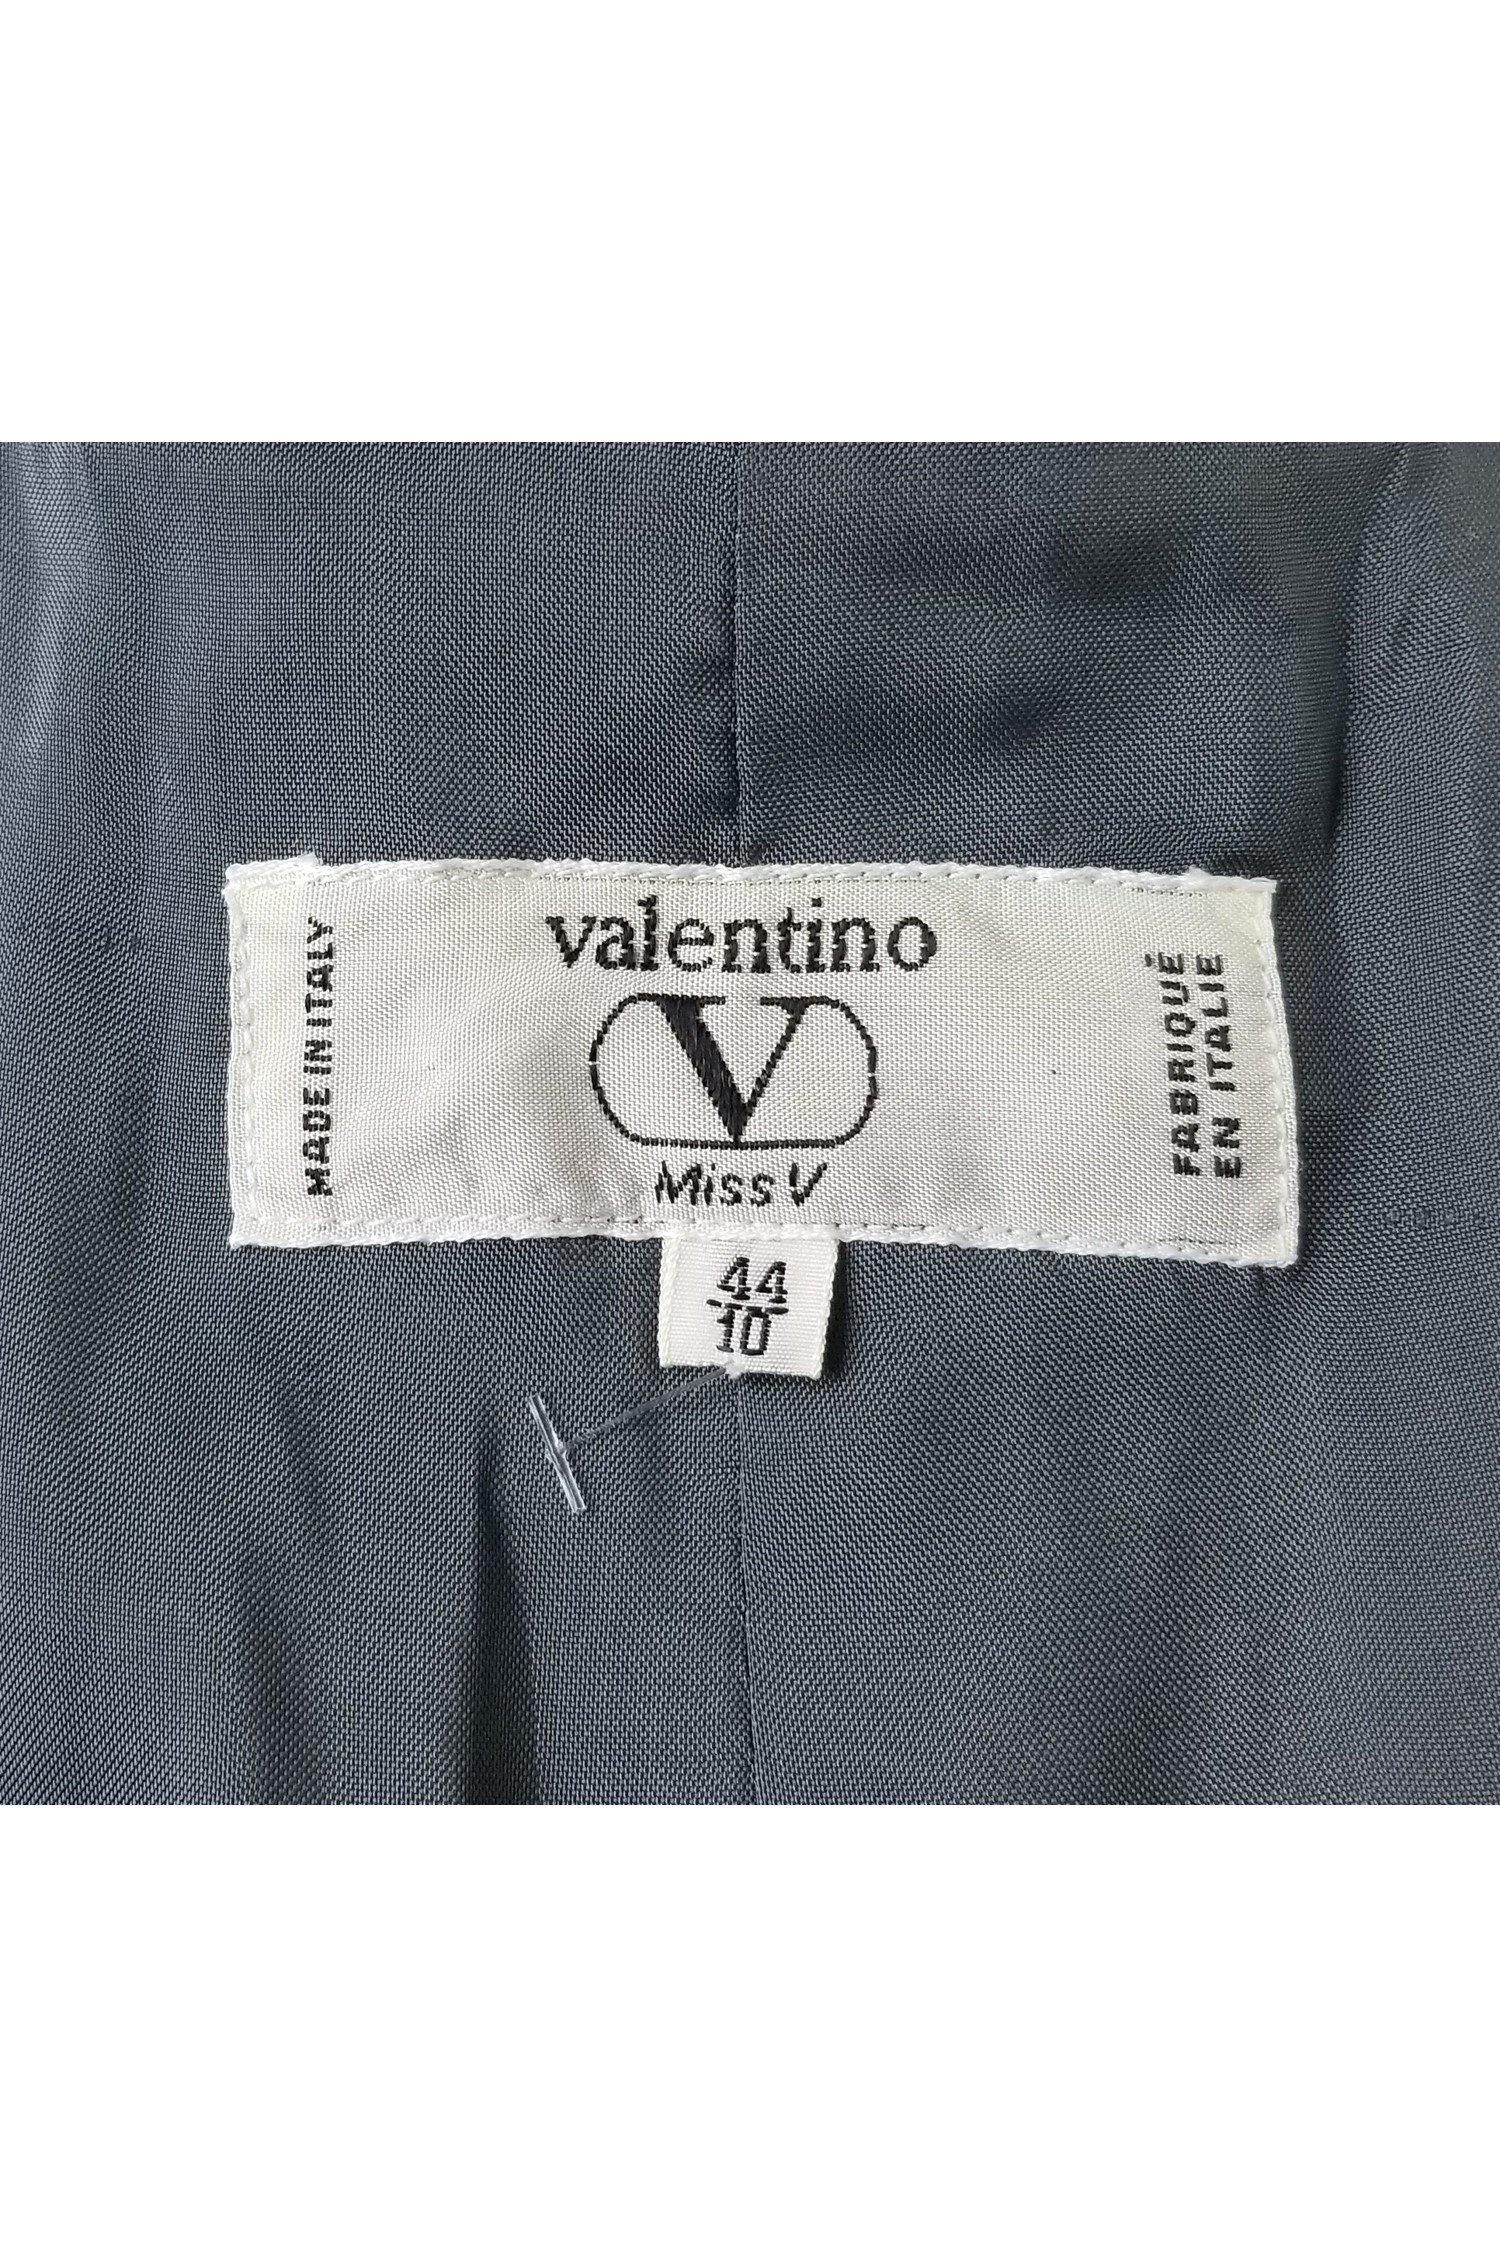 valentino
V
Miss V
MADE IN ITALY
FABRIQUÉ
EN ITALIE
44
10